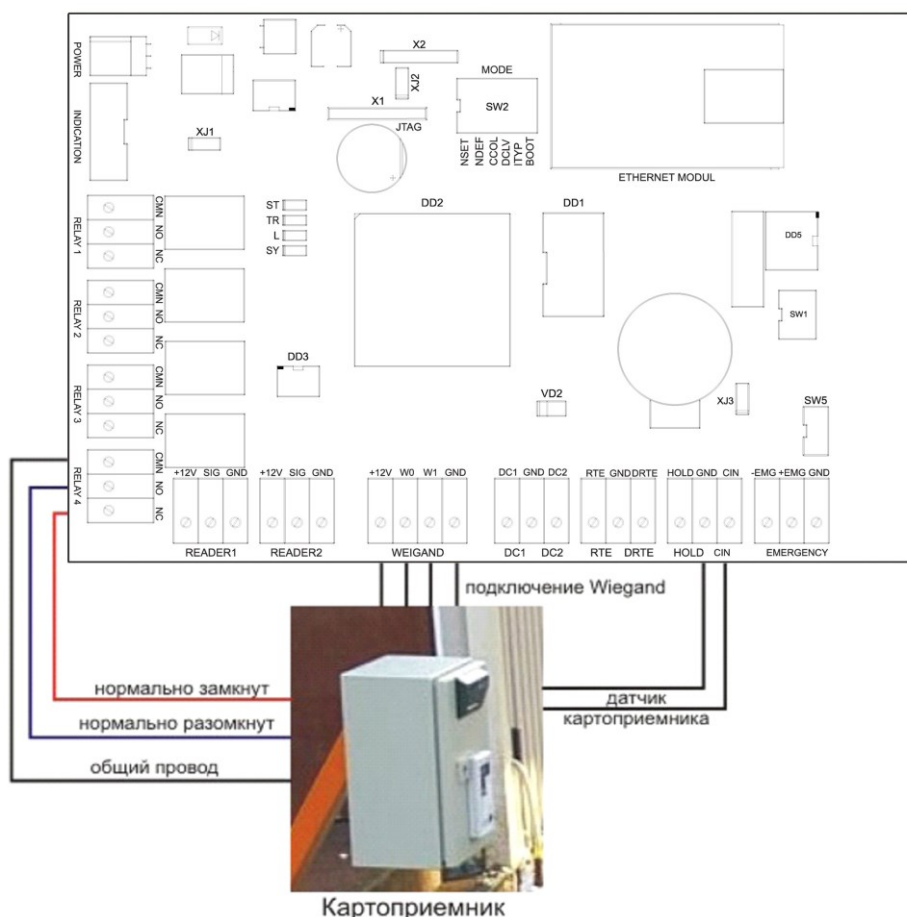 POWER
INDICATION
XJ1
X2
XJ2
X1
JTAG
MODE
SW2
NSET
NDEF
CCOL
DCLV
ITYP
BOOT
ETHERNET MODUL
RELAY 1
CMN
NO
NC
ST
TR
L
SY
DD2
DD1
DD5
SW1
RELAY 2
CMN
NO
NC
DD3
RELAY 3
CMN
NO
NC
VD2
XJ3
SW5
RELAY 4
CMN
NO
NC
+12V SIG GND
READER1
+12V SIG GND
READER2
+12V W0 W1 GND
WEIGAND
DC1 GND DC2
DC1 DC2
RTE GND DRTE
RTE DRTE
HOLD GND CIN
HOLD CIN
-EMG +EMG GND
EMERGENCY
подключение Wiegand
нормально замкнут
нормально разомкнут
общий провод
датчик
картоприемника
Картоприемник